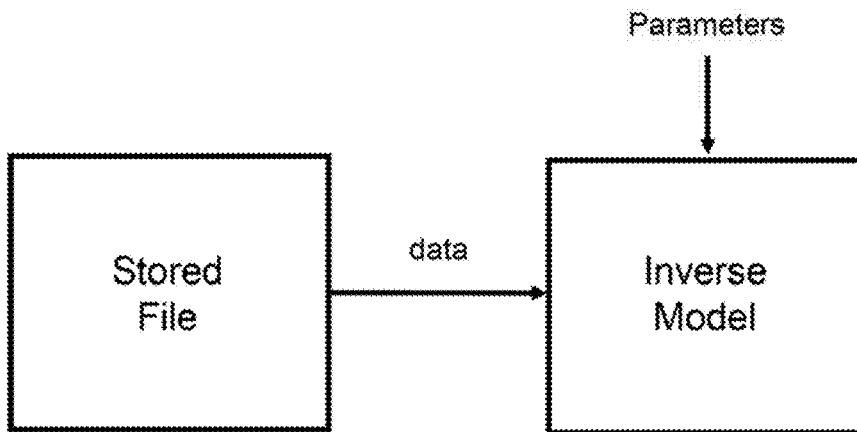 Parameters
Stored
File
data
Inverse
Model